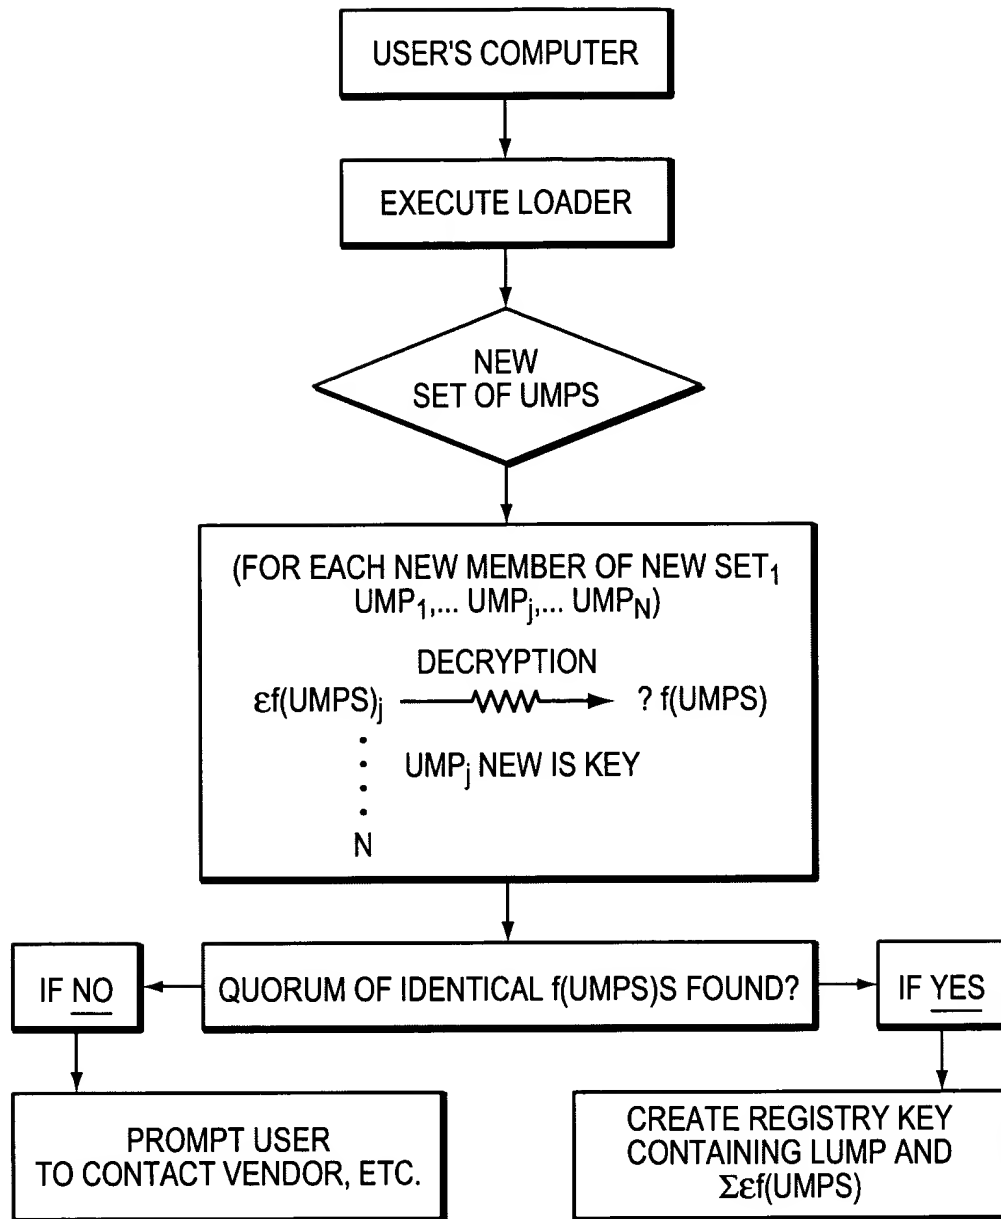 USER'S COMPUTER
EXECUTE LOADER
NEW
SET OF UMPS
(FOR EACH NEW MEMBER OF NEW SET₁
UMP₁,... UMPⱼ,... UMP_N)
DECRYPTION
εf(UMPS)ⱼ ? f(UMPS)
UMPⱼ NEW IS KEY
N
IF NO
QUORUM OF IDENTICAL f(UMPS)S FOUND?
IF YES
PROMPT USER
TO CONTACT VENDOR, ETC.
CREATE REGISTRY KEY
CONTAINING LUMP AND
Σεf(UMPS)